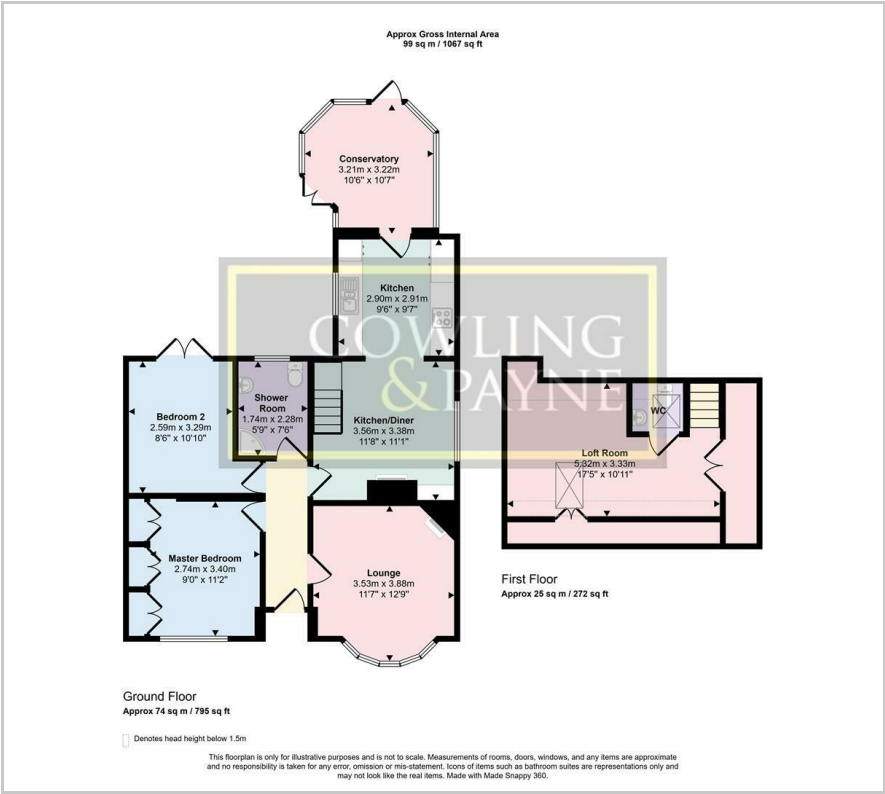 Approx Gross Internal Area
99 sq m / 1067 sq ft
Conservatory
3.21m x 3.22m
10'6" x 10'7"
Kitchen
2.90m x 2.91m
9'6" x 9'7"
COWLING
&PAYNE
Bedroom 2
2.59m x 3.29m
8'6" x 10'10"
Shower
Room
1.74m x 2.28m
5'9" x 7'6"
Kitchen/Diner
3.56m x 3.38m
11'8" x 11'1"
WC
Loft Room
5.32m x 3.33m
17'5" x 10'11"
Master Bedroom
2.74m x 3.40m
9'0" x 11'2"
Lounge
3.53m x 3.88m
11'7" x 12'9"
First Floor
Approx 25 sq m / 272 sq ft
Ground Floor
Approx 74 sq m / 795 sq ft
Denotes head height below 1.5m
This floorplan is only for illustrative purposes and is not to scale. Measurements of rooms, doors, windows, and any items are approximate
and no responsibility is taken for any error, omission or mis-statement. Icons of items such as bathroom suites are representations only and
may not look like the real items. Made with Made Snappy 360.